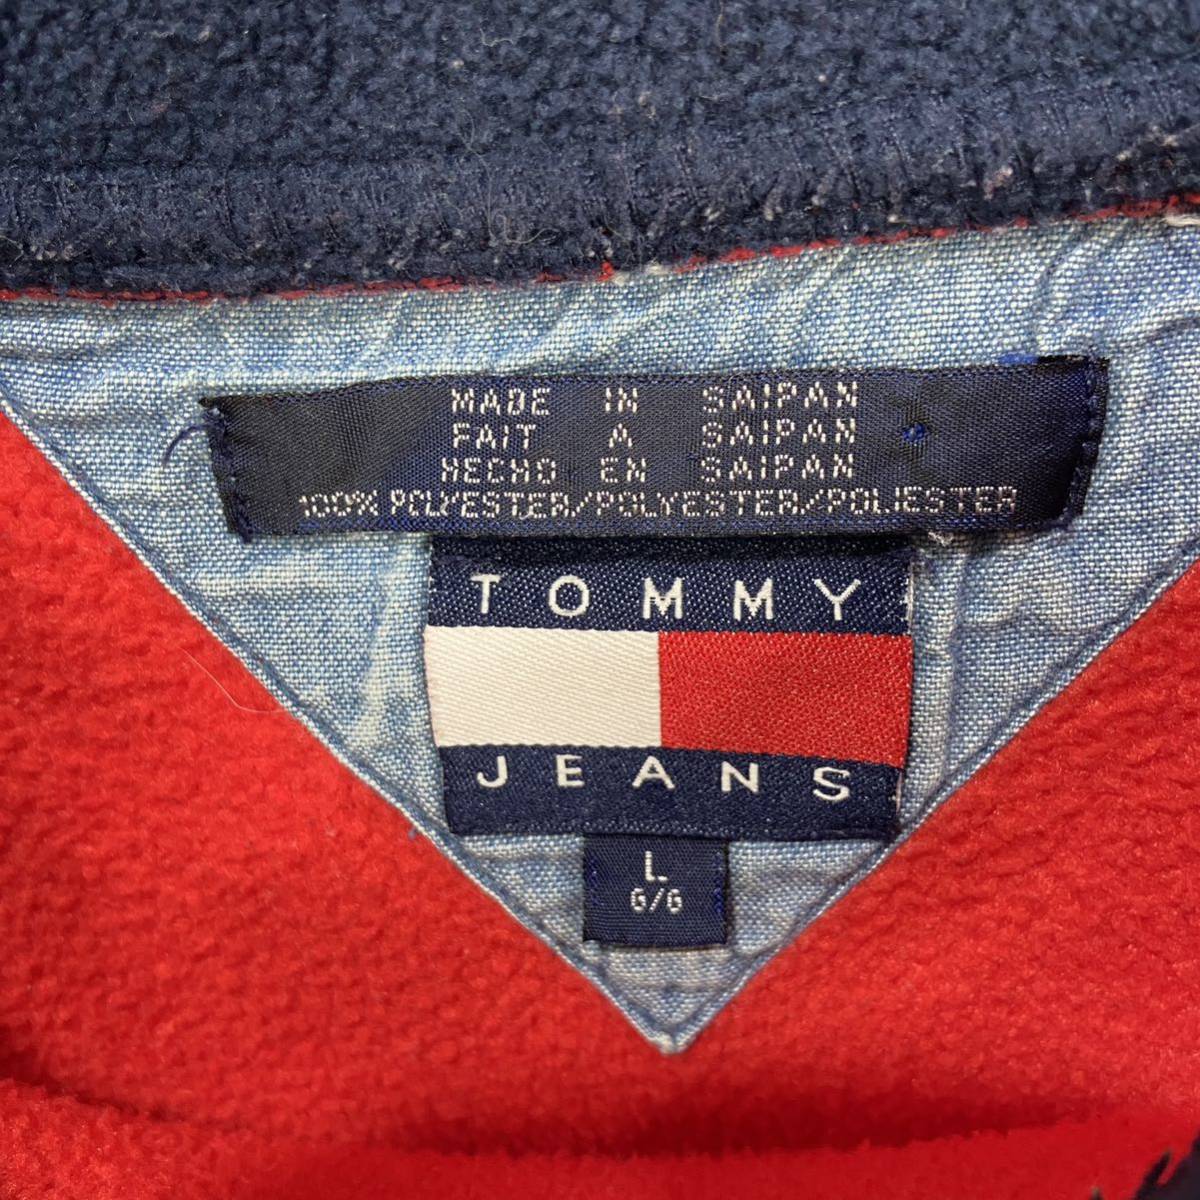 MADE IN SAIPAN
FAIT A SAIPAN
HECHO EN SAIPAN
100% POLYESTER/POLYESTER/POLIESTER
TOMMY
JEANS
L
G/G